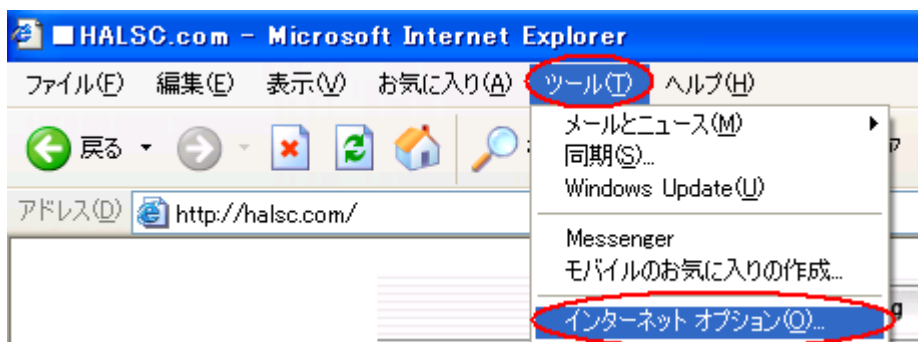 ■HALSC.com - Microsoft Internet Explorer
ファイル(F) 編集(E) 表示(V) お気に入り(A) ツール(T) ヘルプ(H)
戻る
メールとニュース(M)
同期(S)...
Windows Update(U)
アドレス(D) http://halsc.com/
Messenger
モバイルのお気に入りの作成...
インターネット オプション(O)...